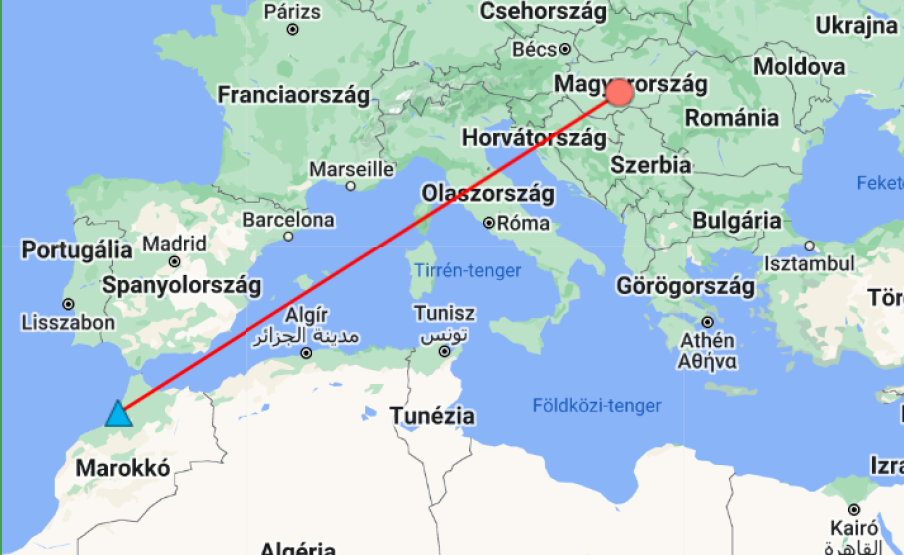 Párizs
Csehország
Ukrajna
Bécs
Moldova
Magyarország
Franciaország
Románia
Horvátország
Szerbia
Marseille
Feket
Olaszország
Barcelona
Róma
Bulgária
Portugália
Madrid
Isztambul
Tirrén-tenger
Spanyolország
Görögország
Tör
Lisszabon
Algír
مدينة الجزائر
Tunisz
تونس
Athén
Αθήνα
Tunézia
Földközi-tenger
Marokkó
Izra
Kairó
القاهرة
Algéria